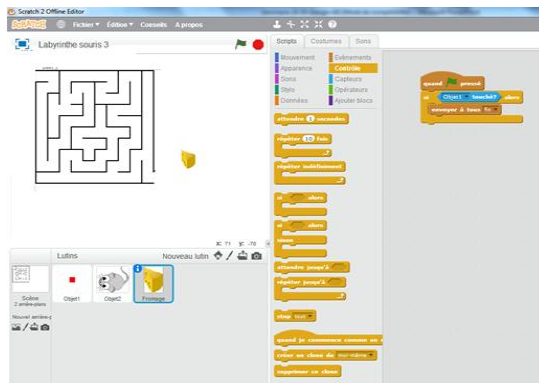 Scratch 2 Offline Editor
SCRATCH Fichier Édition Conseils A propos
Labyrinthe souris 3
Scripts Costumes Sons
Mouvement Evènements
Apparence Contrôle
Sons Capteurs
Stylo Opérateurs
Données Ajouter blocs
attendre 1 secondes
répéter 10 fois
répéter indéfiniment
si alors
si alors
sinon
attendre jusqu'à
répéter jusqu'à
stop tout
quand je commence comme un c
créer un clone de moi-même
supprimer ce clone
quand pressé
si Objet1 touché? alors
envoyer à tous fin
X: 71 Y: -78
Lutins Nouveau lutin
Scène
2 arrière-plans
Nouvel arrière-p
Objet1 Objet2 Fromage